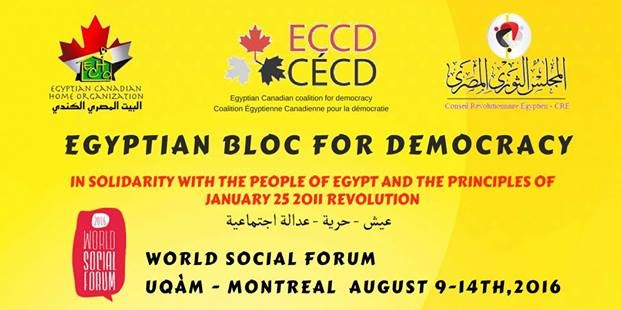 EHCO
EGYPTIAN CANADIAN
HOME ORGANIZATION
البيت المصري الكندي
ECCD
CÉCD
Egyptian Canadian coalition for democracy
Coalition Égyptienne Canadienne pour la démocratie
المجلس الثوري المصري
Conseil Revolutionnaire Egyptien - CRE
EGYPTIAN BLOC FOR DEMOCRACY
IN SOLIDARITY WITH THE PEOPLE OF EGYPT AND THE PRINCIPLES OF
JANUARY 25 2011 REVOLUTION
عيش - حرية - عدالة اجتماعية
2016
WORLD
SOCIAL
FORUM
WORLD SOCIAL FORUM
UQÀM - MONTREAL AUGUST 9-14TH,2016